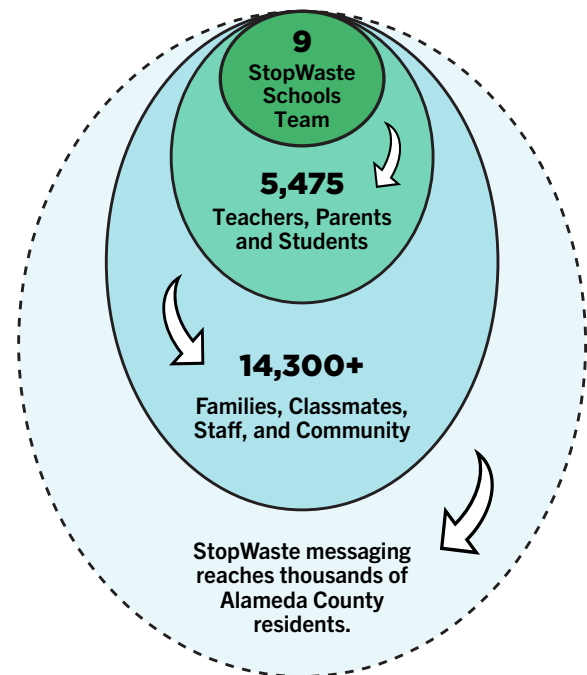 9
StopWaste
Schools
Team
5,475
Teachers, Parents
and Students
14,300+
Families, Classmates,
Staff, and Community
StopWaste messaging
reaches thousands of
Alameda County
residents.